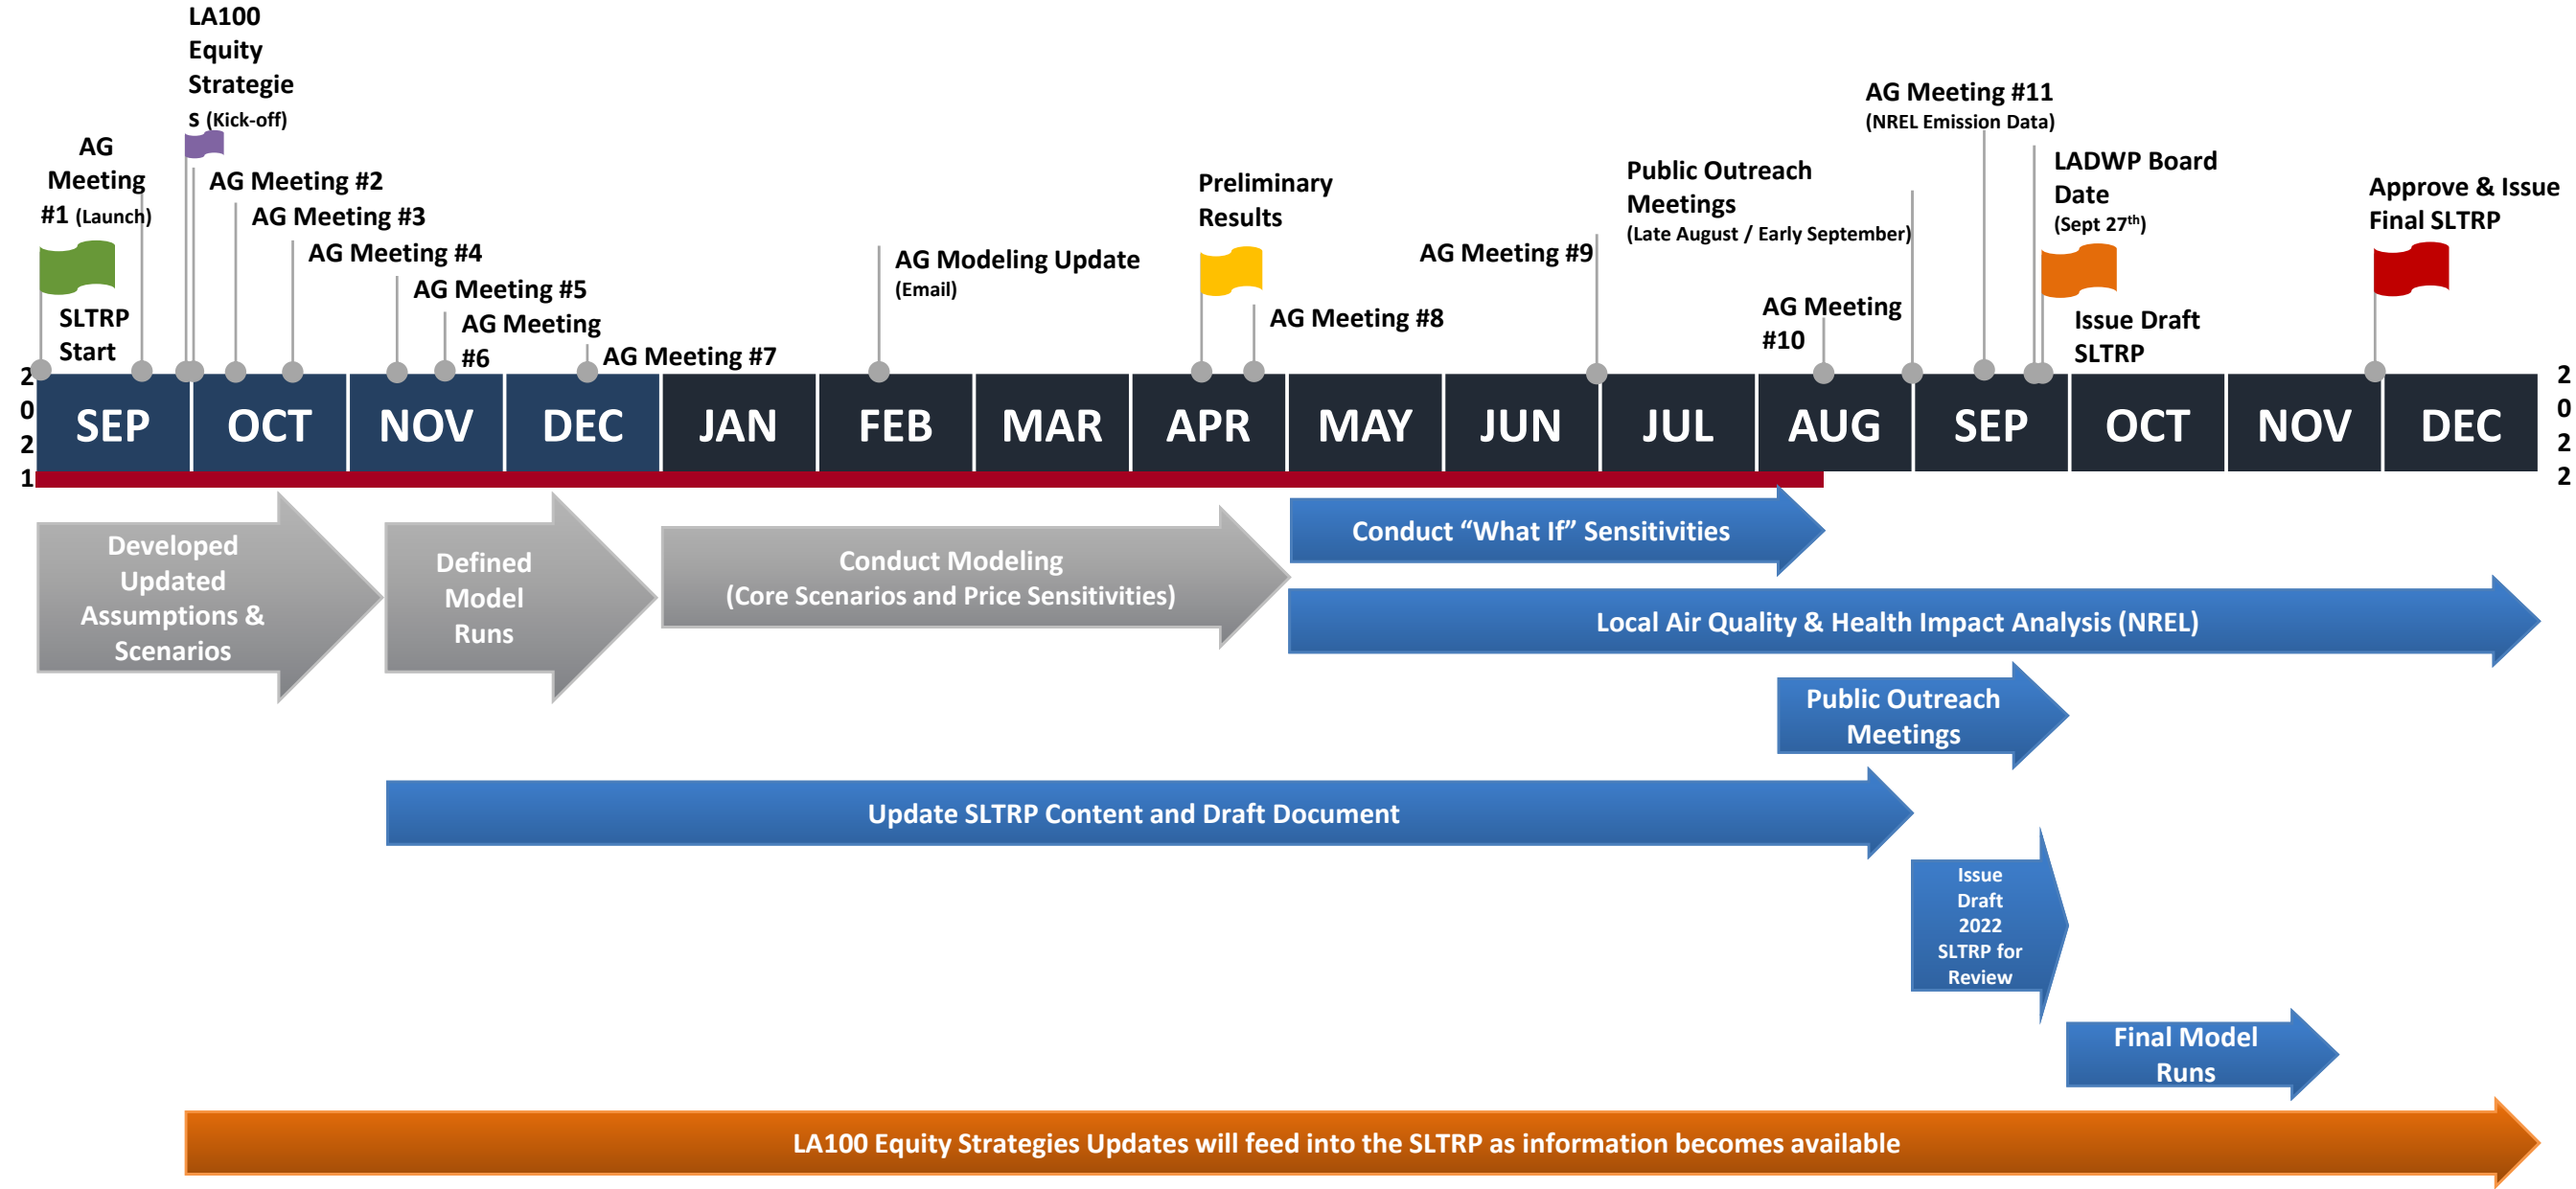 LA100
Equity
Strategie
s (Kick-off)
AG
Meeting
#1 (Launch)
SLTRP
Start
AG Meeting #2
AG Meeting #3
AG Meeting #4
AG Meeting #5
AG Meeting
#6
AG Meeting #7
AG Modeling Update
(Email)
Preliminary
Results
AG Meeting #8
AG Meeting #9
Public Outreach
Meetings
(Late August / Early September)
AG Meeting
#10
AG Meeting #11
(NREL Emission Data)
LADWP Board
Date
(Sept 27th)
Issue Draft
SLTRP
Approve & Issue
Final SLTRP
2
0
2
1
SEP
OCT
NOV
DEC
JAN
FEB
MAR
APR
MAY
JUN
JUL
AUG
SEP
OCT
NOV
DEC
2
0
2
2
Developed
Updated
Assumptions &
Scenarios
Defined
Model
Runs
Conduct Modeling
(Core Scenarios and Price Sensitivities)
Conduct “What If” Sensitivities
Local Air Quality & Health Impact Analysis (NREL)
Public Outreach
Meetings
Update SLTRP Content and Draft Document
Issue
Draft
2022
SLTRP for
Review
Final Model
Runs
LA100 Equity Strategies Updates will feed into the SLTRP as information becomes available